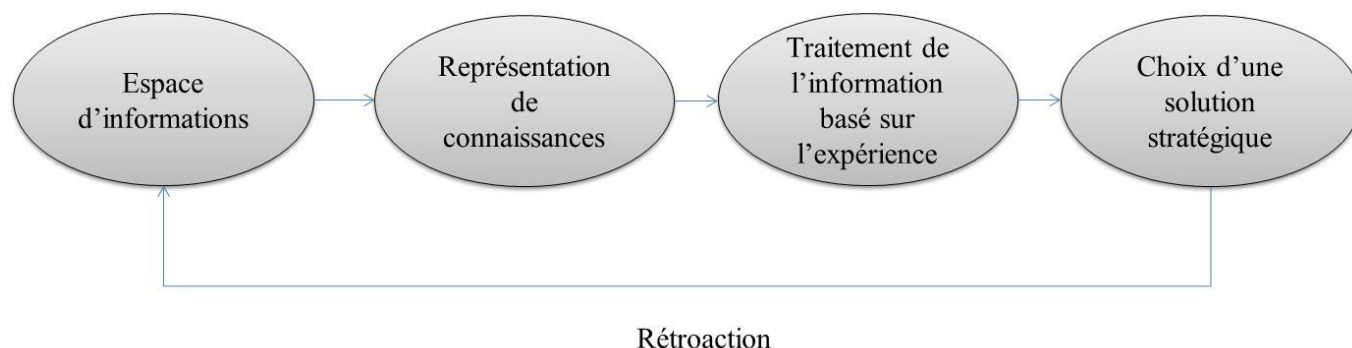 Espace
d’informations
Représentation
de
connaissances
Traitement de
l’information
basé sur
l’expérience
Choix d’une
solution
stratégique
Rétroaction